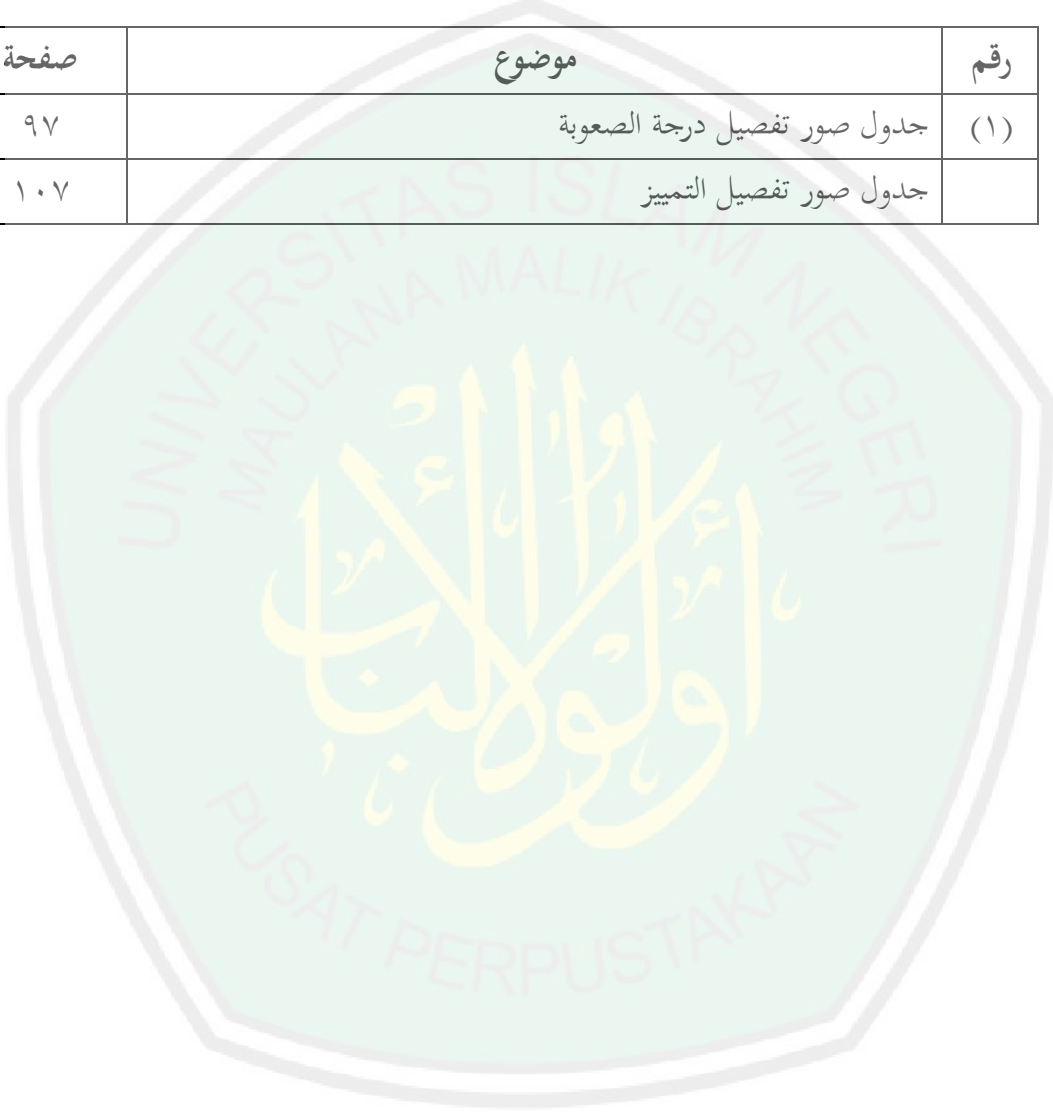 رقم موضوع صفحة
(١) جدول صور تفصيل درجة الصعوبة ٩٧
جدول صور تفصيل التمييز ١٠٧
UNIVERSITAS ISLAM NEGERI
MAULANA MALIK IBRAHIM
أولوا الألباب
PUSAT PERPUSTAKAAN